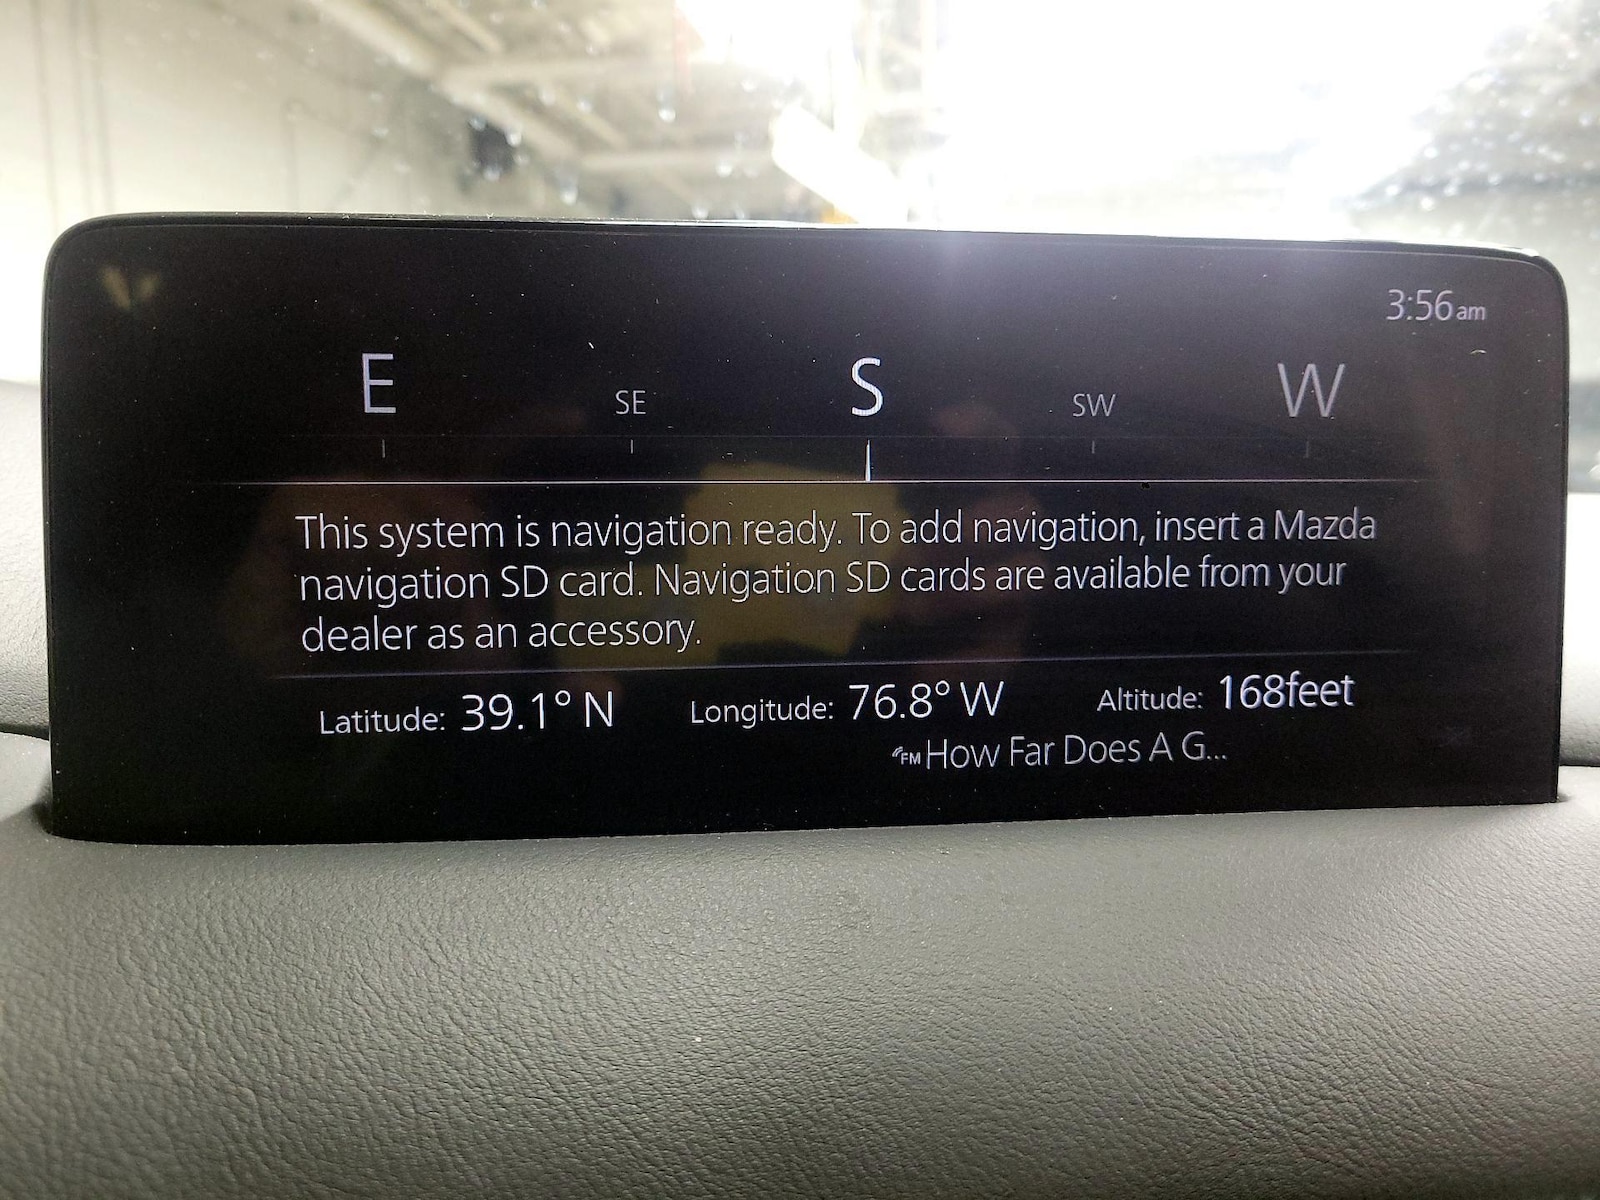 3:56am
E SE S SW W
This system is navigation ready. To add navigation, insert a Mazda
navigation SD card. Navigation SD cards are available from your
dealer as an accessory.
Latitude: 39.1° N Longitude: 76.8° W Altitude: 168feet
FM How Far Does A G...